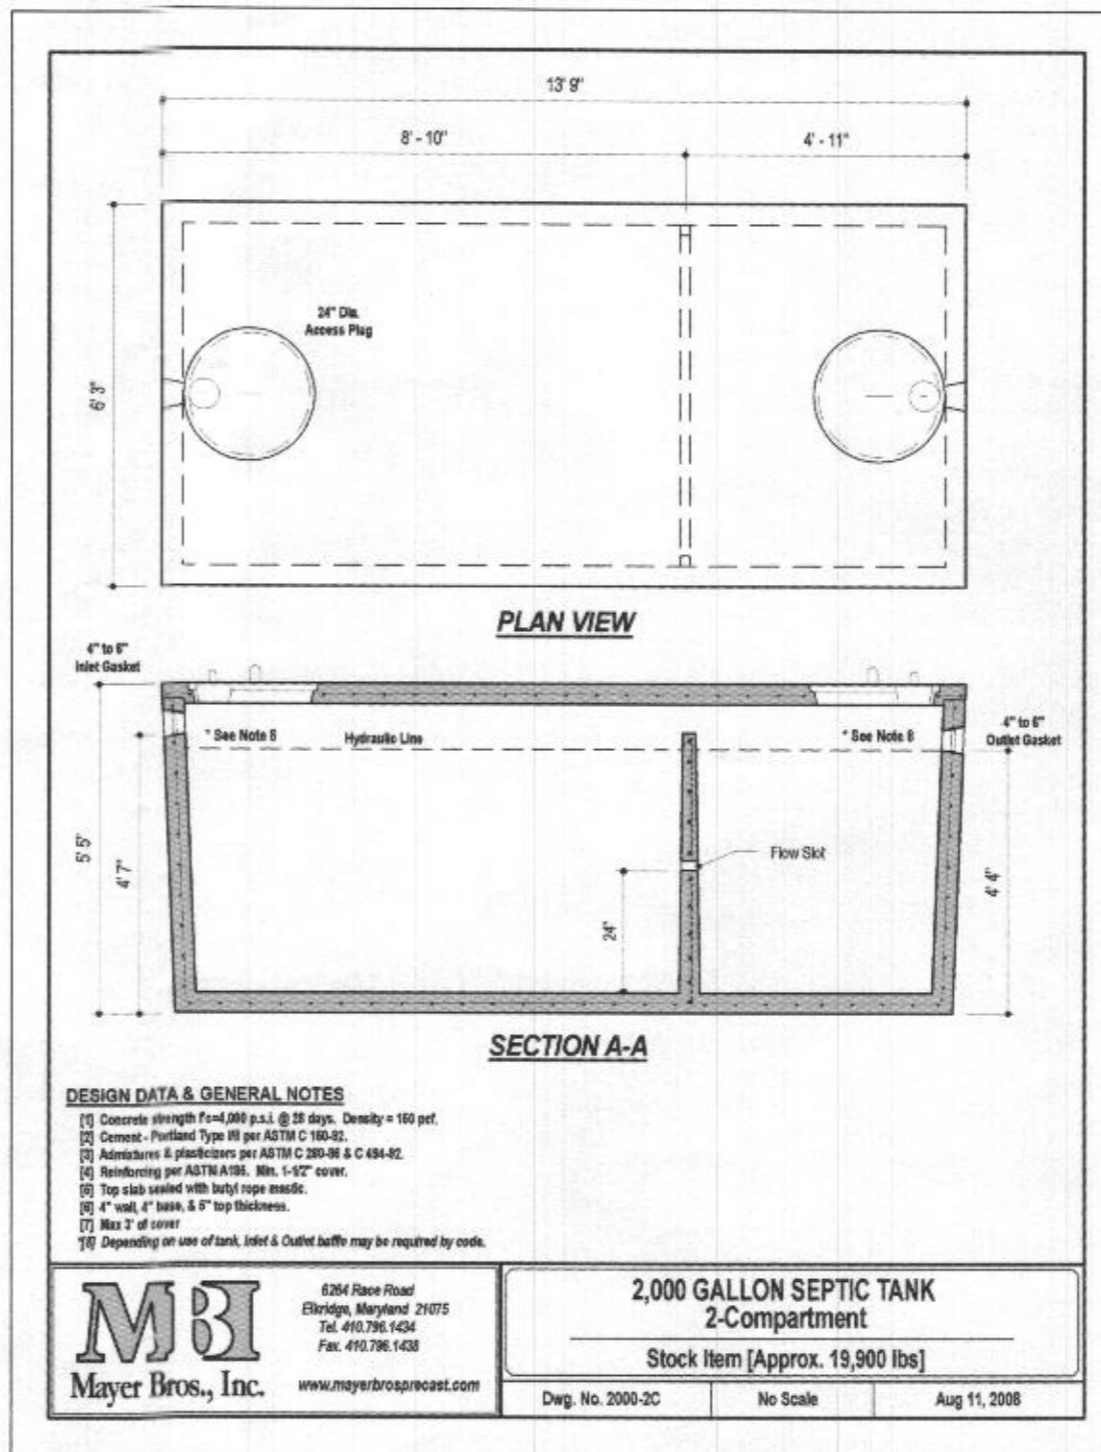 13' 9"
8' - 10"
4' - 11"
24" Dia.
Access Plug
6' 3"
PLAN VIEW
4" to 6"
Inlet Gasket
* See Note 8
Hydraulic Line
* See Note 8
4" to 6"
Outlet Gasket
5' 5"
4' 7"
Flow Slot
24"
4' 4"
SECTION A-A
DESIGN DATA & GENERAL NOTES
[1] Concrete strength f'c=4,000 p.s.i. @ 28 days. Density = 150 pcf.
[2] Cement - Portland Type I/II per ASTM C 150-92.
[3] Admixtures & plasticizers per ASTM C 260-86 & C 494-92.
[4] Reinforcing per ASTM A185. Min. 1-1/2" cover.
[5] Top slab sealed with butyl rope mastic.
[6] 4" wall, 4" base, & 5" top thickness.
[7] Max 3' of cover
*[8] Depending on use of tank, Inlet & Outlet baffle may be required by code.
MBI
Mayer Bros., Inc.
6264 Race Road
Elkridge, Maryland 21075
Tel. 410.796.1434
Fax. 410.796.1438
www.mayerbrosprecast.com
2,000 GALLON SEPTIC TANK
2-Compartment
Stock Item [Approx. 19,900 lbs]
Dwg. No. 2000-2C
No Scale
Aug 11, 2008